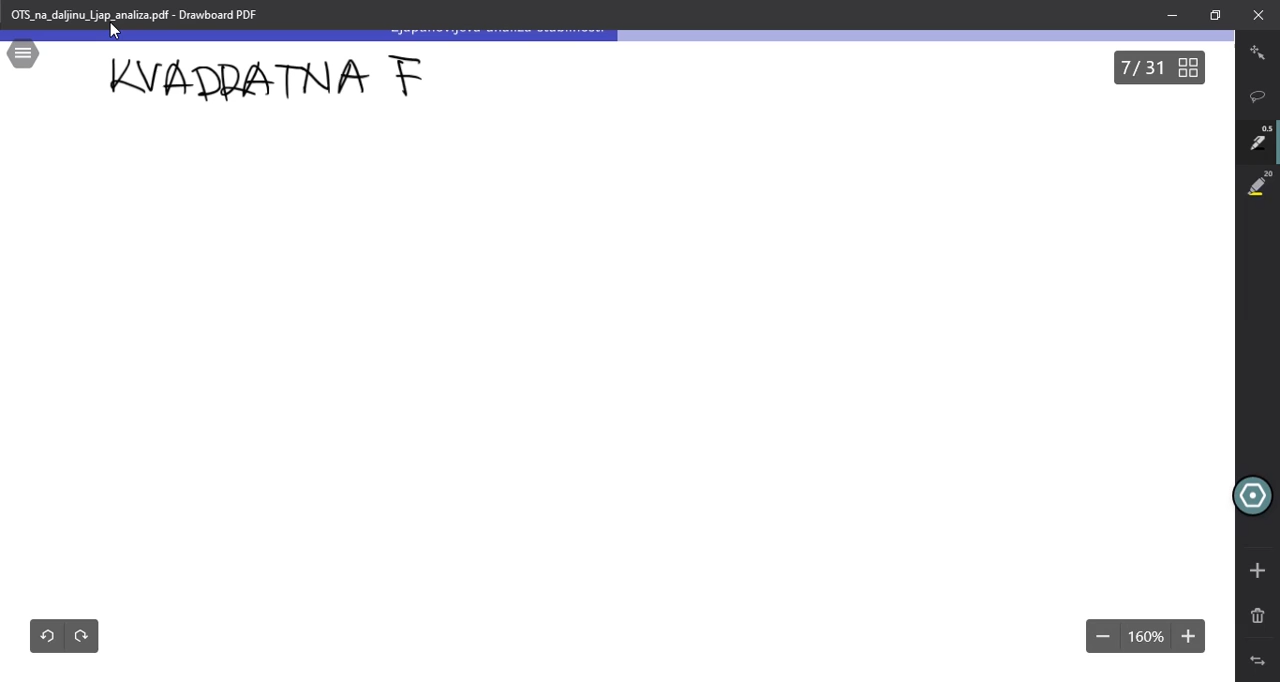 OTS_na_daljinu_Ljap_analiza.pdf - Drawboard PDF
KVADRATNA F
7 / 31
0.5
20
160%